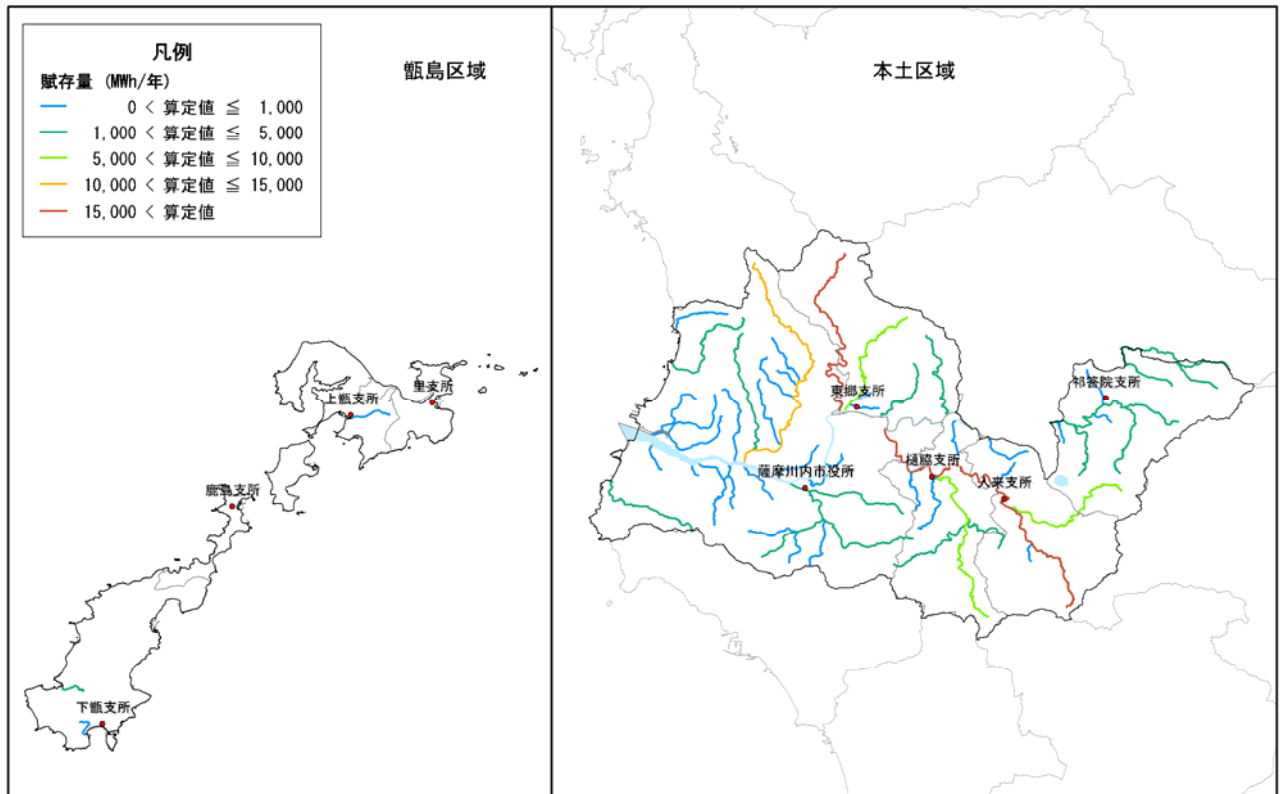 凡例
賦存量 (MWh/年)
0 < 算定値 ≦ 1,000
1,000 < 算定値 ≦ 5,000
5,000 < 算定値 ≦ 10,000
10,000 < 算定値 ≦ 15,000
15,000 < 算定値
甑島区域
里支所
上甑支所
鹿島支所
下甑支所
本土区域
祁答院支所
東郷支所
樋脇支所
薩摩川内市役所
入来支所